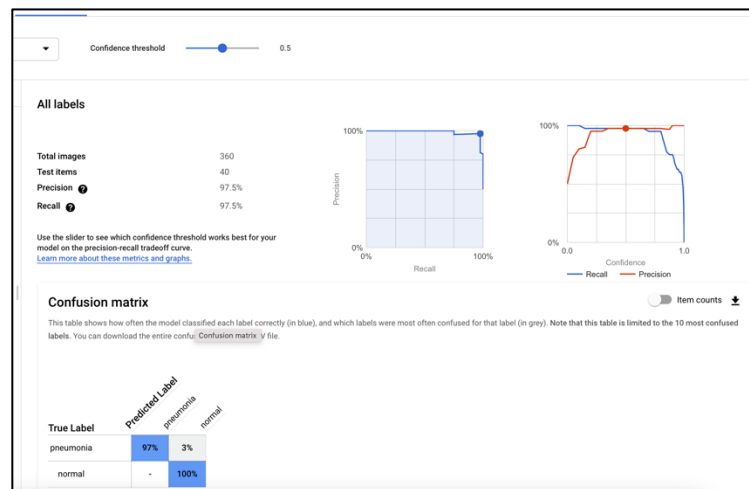 Confidence threshold
0.5
All labels
Total images 360
Test items 40
Precision 97.5%
Recall 97.5%
Use the slider to see which confidence threshold works best for your
model on the precision-recall tradeoff curve.
Learn more about these metrics and graphs.
100%
Precision
0%
0%
100%
Recall
100%
0%
0.0
1.0
Confidence
Recall Precision
Confusion matrix
Item counts
This table shows how often the model classified each label correctly (in blue), and which labels were most often confused for that label (in grey). Note that this table is limited to the 10 most confused
labels. You can download the entire confu Confusion matrix V file.
True Label Predicted Label pneumonia normal
pneumonia 97% 3%
normal - 100%